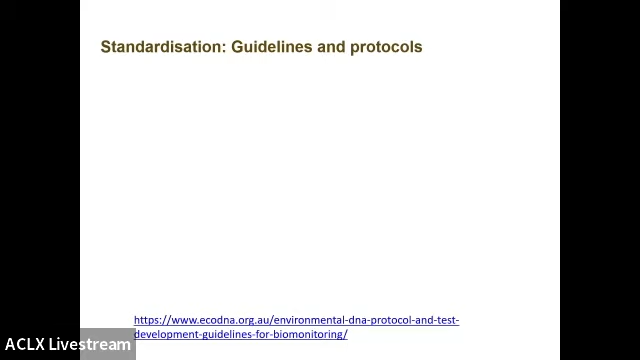 Standardisation: Guidelines and protocols
https://www.ecodna.org.au/environmental-dna-protocol-and-test-
development-guidelines-for-biomonitoring/
ACLX Livestream